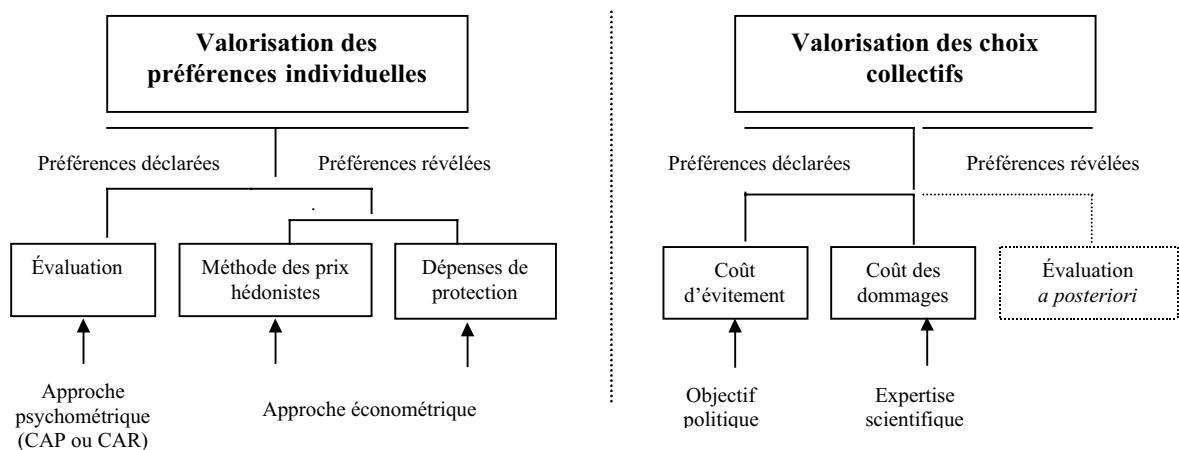 Valorisation des
préférences individuelles
Préférences déclarées
Préférences révélées
Évaluation
Méthode des prix
hédonistes
Dépenses de
protection
Approche
psychométrique
(CAP ou CAR)
Approche économétrique
Valorisation des choix
collectifs
Préférences déclarées
Préférences révélées
Coût
d'évitement
Coût des
dommages
Évaluation
a posteriori
Objectif
politique
Expertise
scientifique